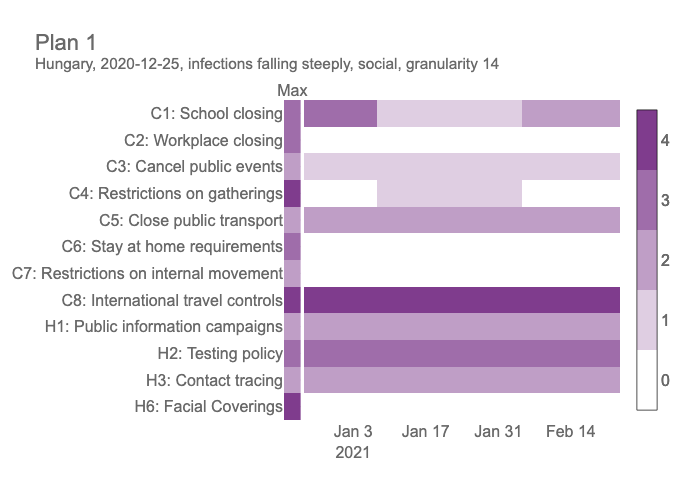 Plan 1
Hungary, 2020-12-25, infections falling steeply, social, granularity 14
Max
C1: School closing
C2: Workplace closing
C3: Cancel public events
C4: Restrictions on gatherings
C5: Close public transport
C6: Stay at home requirements
C7: Restrictions on internal movement
C8: International travel controls
H1: Public information campaigns
H2: Testing policy
H3: Contact tracing
H6: Facial Coverings
4
3
2
1
0
Jan 3 Jan 17 Jan 31 Feb 14
2021